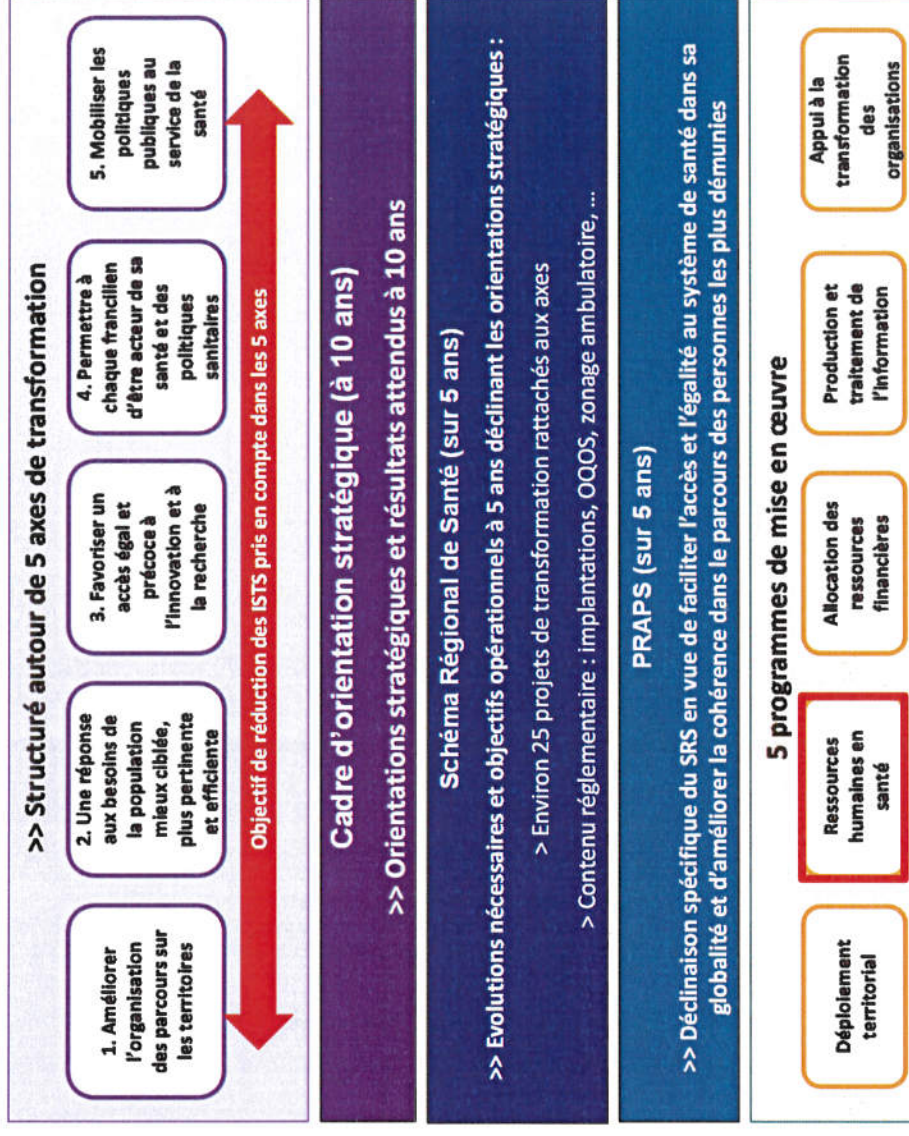 >> Structuré autour de 5 axes de transformation
1. Améliorer
l'organisation
des parcours sur
les territoires
2. Une réponse
aux besoins de
la population
mieux ciblée,
plus pertinente
et efficiente
3. Favoriser un
accès égal et
précoce à
l'innovation et à
la recherche
4. Permettre à
chaque francilien
d'être acteur de sa
santé et des
politiques
sanitaires
5. Mobiliser les
politiques
publiques au
service de la
santé
Objectif de réduction des ISTS pris en compte dans les 5 axes
Cadre d'orientation stratégique (à 10 ans)
>> Orientations stratégiques et résultats attendus à 10 ans
Schéma Régional de Santé (sur 5 ans)
>> Evolutions nécessaires et objectifs opérationnels à 5 ans déclinant les orientations stratégiques :
> Environ 25 projets de transformation rattachés aux axes
> Contenu réglementaire : implantations, OQOS, zonage ambulatoire, ...
PRAPS (sur 5 ans)
>> Déclinaison spécifique du SRS en vue de faciliter l'accès et l'égalité au système de santé dans sa
globalité et d'améliorer la cohérence dans le parcours des personnes les plus démunies
5 programmes de mise en œuvre
Déploiement
territorial
Ressources
humaines en
santé
Allocation des
ressources
financières
Production et
traitement de
l'information
Appui à la
transformation
des
organisations